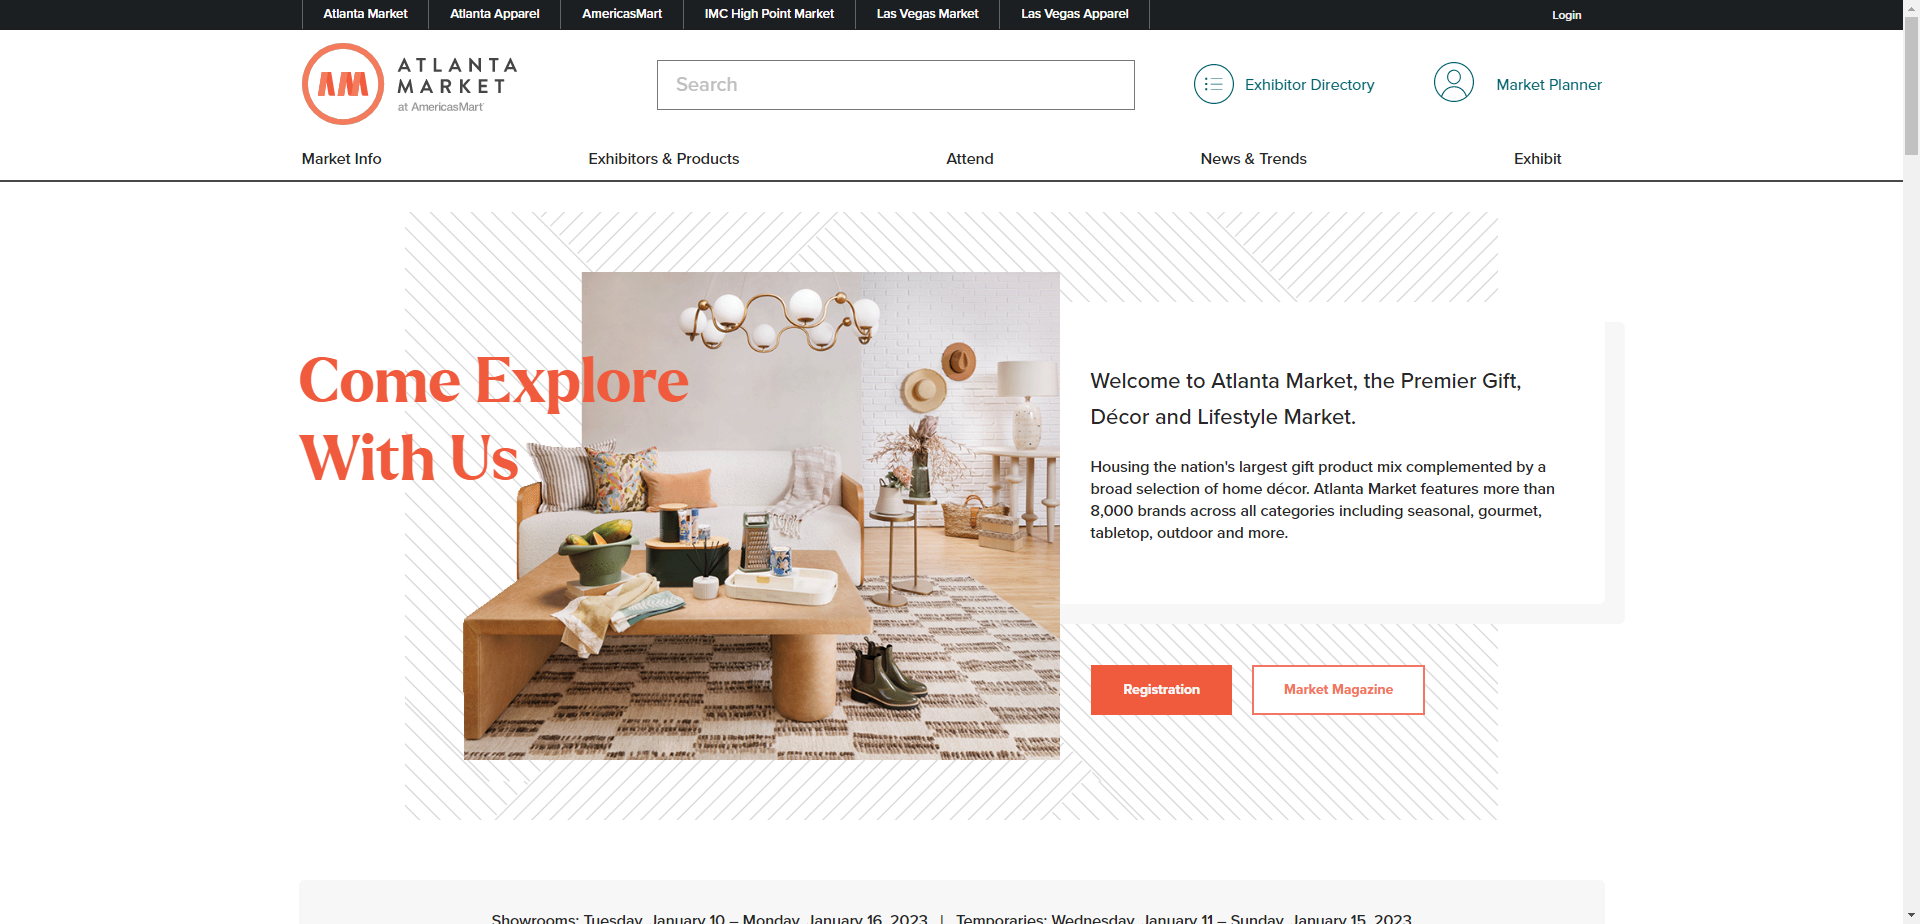 Atlanta Market
Atlanta Apparel
AmericasMart
IMC High Point Market
Las Vegas Market
Las Vegas Apparel
Login
AM
ATLANTA
MARKET
at AmericasMart
Search
Exhibitor Directory
Market Planner
Market Info
Exhibitors & Products
Attend
News & Trends
Exhibit
Come Explore
With Us
Welcome to Atlanta Market, the Premier Gift,
Décor and Lifestyle Market.
Housing the nation's largest gift product mix complemented by a
broad selection of home décor. Atlanta Market features more than
8,000 brands across all categories including seasonal, gourmet,
tabletop, outdoor and more.
Registration
Market Magazine
Showrooms: Tuesday, January 10 – Monday, January 16, 2023 | Temporaries: Wednesday, January 11 – Sunday, January 15, 2023